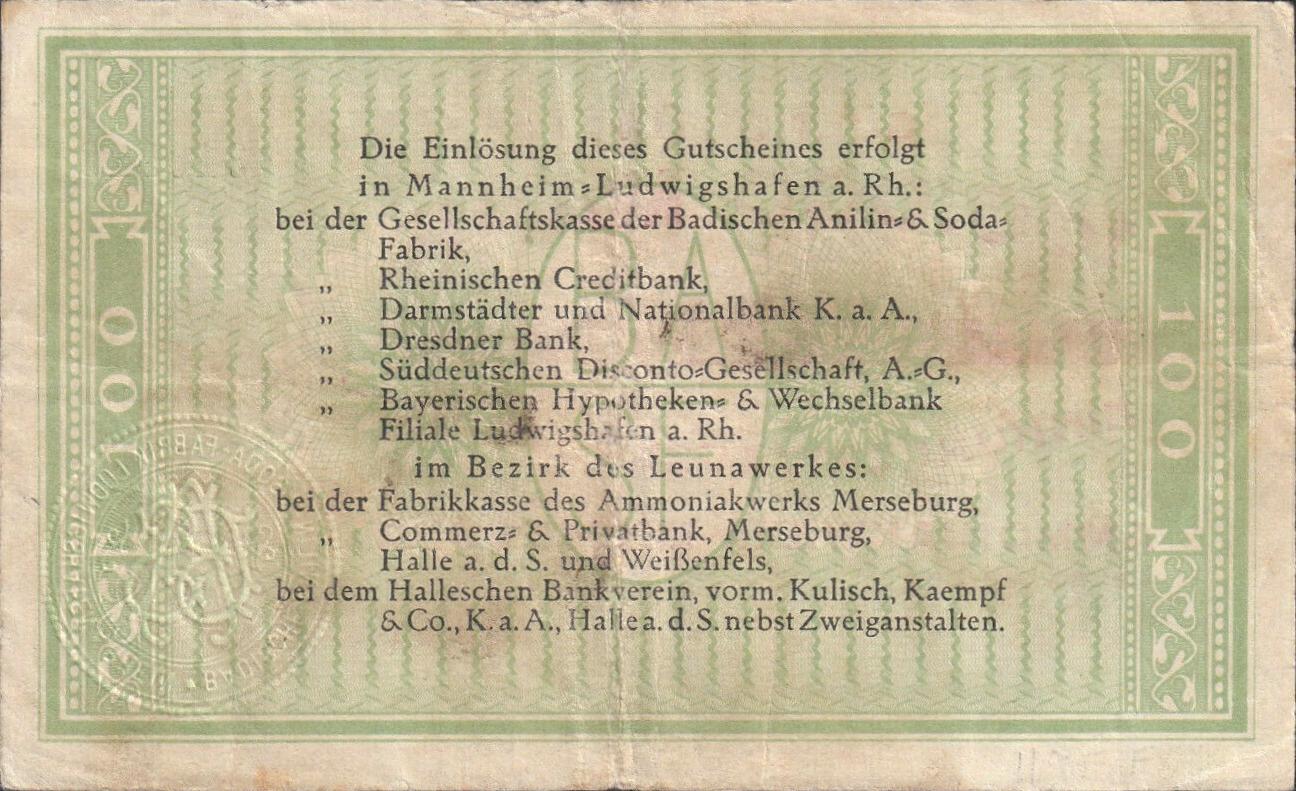 Die Einlösung dieses Gutscheines erfolgt
in Mannheim=Ludwigshafen a. Rh.:
bei der Gesellschaftskasse der Badischen Anilin= & Soda=
Fabrik,
„ Rheinischen Creditbank,
„ Darmstädter und Nationalbank K. a. A.,
„ Dresdner Bank,
„ Süddeutschen Disconto=Gesellschaft, A.=G.,
„ Bayerischen Hypotheken= & Wechselbank
Filiale Ludwigshafen a. Rh.
im Bezirk des Leunawerkes:
bei der Fabrikkasse des Ammoniakwerks Merseburg,
„ Commerz= & Privatbank, Merseburg,
Halle a. d. S. und Weißenfels,
bei dem Halleschen Bankverein, vorm. Kulisch, Kaempf
& Co., K. a. A., Halle a. d. S. nebst Zweiganstalten.
100
100